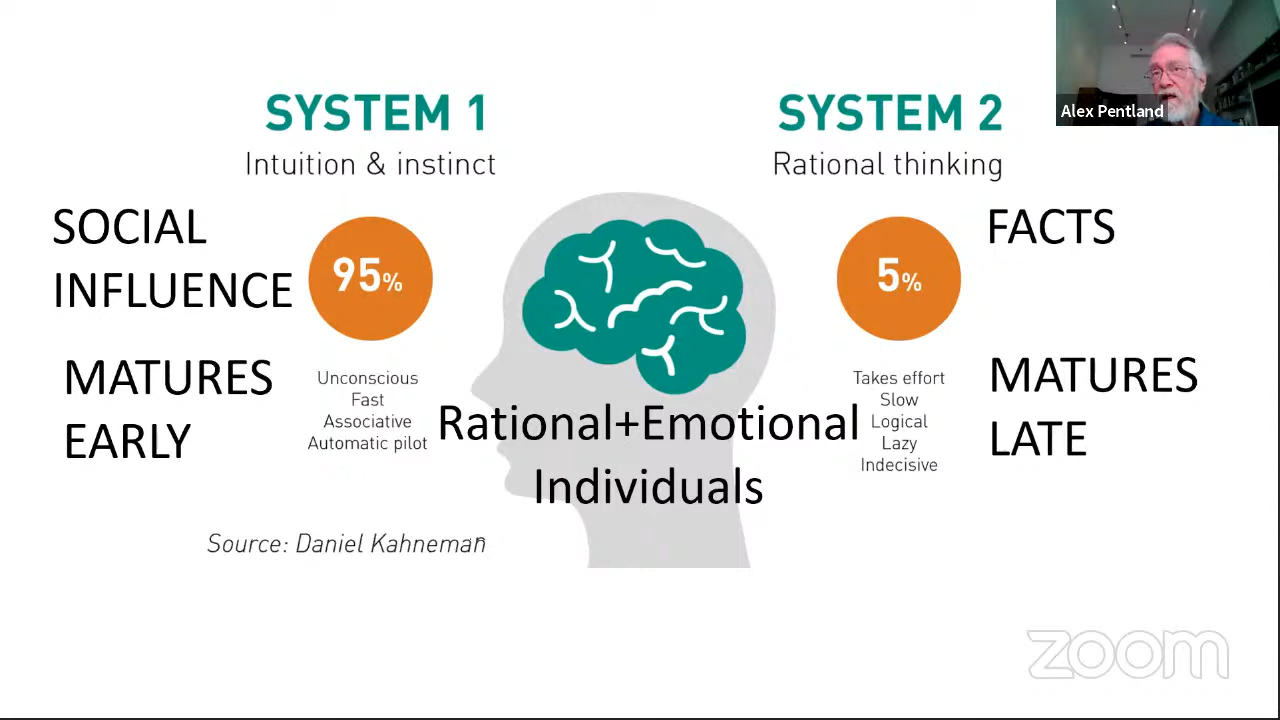 Alex Pentland
SYSTEM 1
Intuition & instinct
SOCIAL
INFLUENCE
95%
MATURES
EARLY
Unconscious
Fast
Associative
Automatic pilot
SYSTEM 2
Rational thinking
5%
FACTS
Takes effort
Slow
Logical
Lazy
Indecisive
MATURES
LATE
Rational+Emotional
Individuals
Source: Daniel Kahneman
zoom